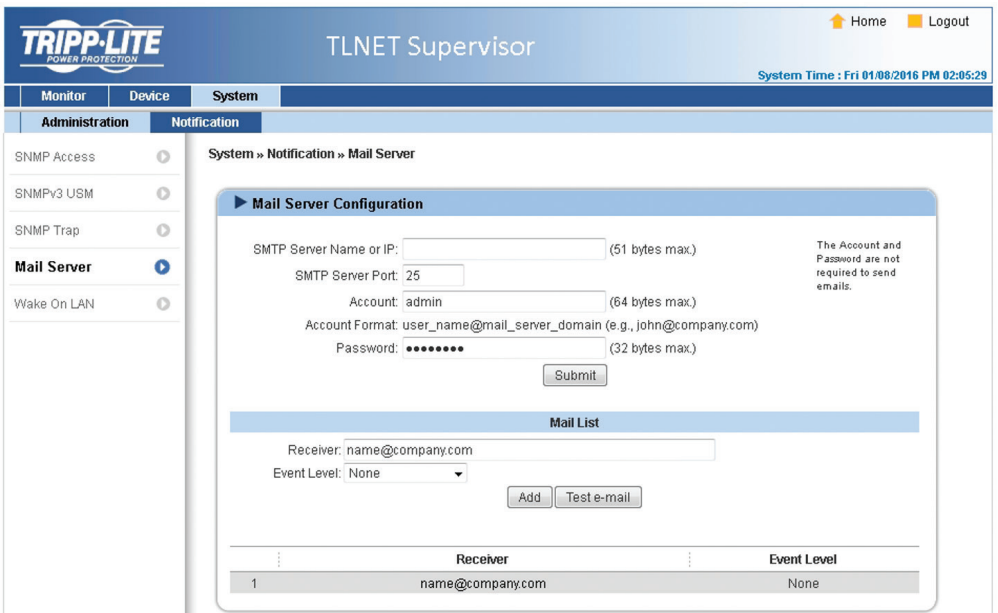 TRIPP·LITE
POWER PROTECTION
TLNET Supervisor
Home
Logout
System Time : Fri 01/08/2016 PM 02:05:29
Monitor
Device
System
Administration
Notification
SNMP Access
SNMPv3 USM
SNMP Trap
Mail Server
Wake On LAN
System » Notification » Mail Server
Mail Server Configuration
SMTP Server Name or IP: (51 bytes max.)
SMTP Server Port: 25
Account: admin (64 bytes max.)
Account Format: user_name@mail_server_domain (e.g., john@company.com)
Password: •••••••• (32 bytes max.)
Submit
The Account and
Password are not
required to send
emails.
Mail List
Receiver: name@company.com
Event Level: None
Add
Test e-mail
Receiver Event Level
1 name@company.com None